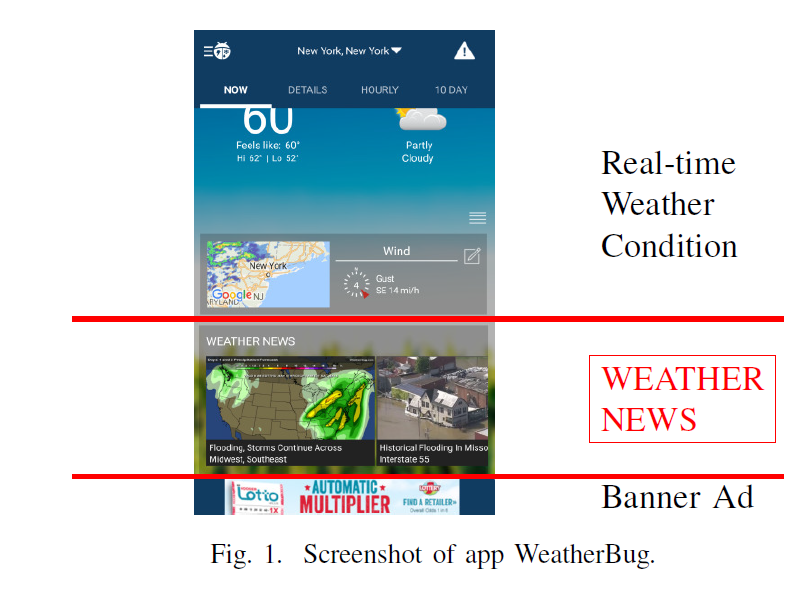 New York, New York
NOW DETAILS HOURLY 10 DAY
60
Feels like: 60°
Hi 62° | Lo 52°
Partly
Cloudy
Real-time
Weather
Condition
New York
Google NJ
ARYLAND
Wind
N
4
Gust
SE 14 mi/h
WEATHER NEWS
Flooding, Storms Continue Across
Midwest, Southeast
Historical Flooding In Misso
Interstate 55
WEATHER
NEWS
Lotto
1X
AUTOMATIC
MULTIPLIER
LOTTERY
FIND A RETAILER»
Banner Ad
Fig. 1. Screenshot of app WeatherBug.